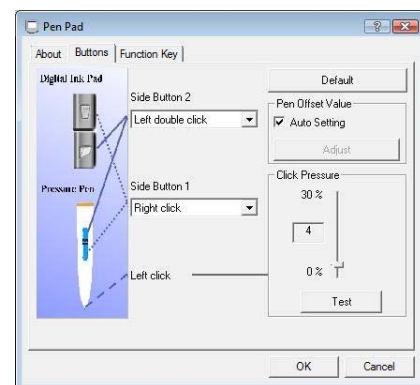 Pen Pad
About Buttons Function Key
Digital Ink Pad
Side Button 2
Left double click
Pressure Pen
Side Button 1
Right click
Left click
Default
Pen Offset Value
Auto Setting
Adjust
Click Pressure
30 %
4
0 %
Test
OK Cancel